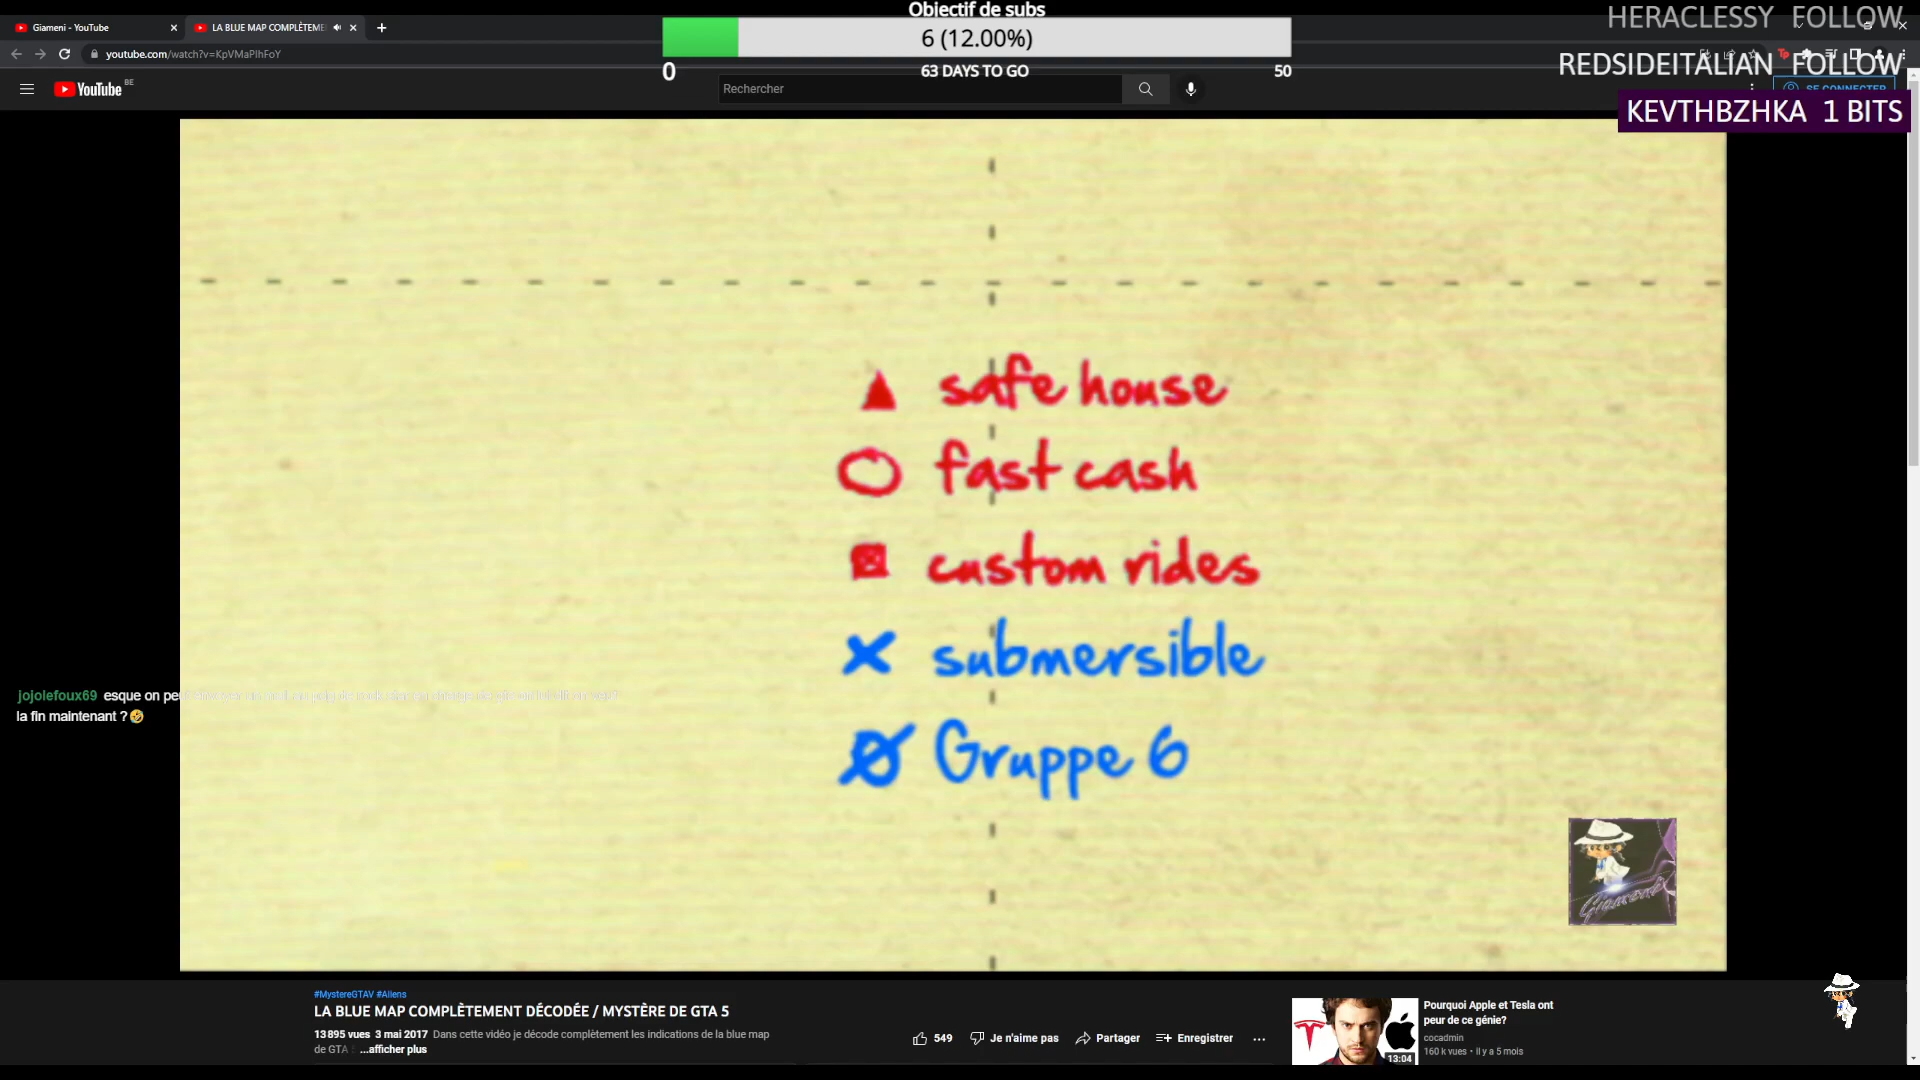 Giameni - YouTube
LA BLUE MAP COMPLÈTEME
Objectif de subs
6 (12.00%)
0
63 DAYS TO GO
50
HERACLESSY FOLLOW
REDSIDEITALIAN FOLLOW
KEVTHBZHKA 1 BITS
youtube.com/watch?v=KpVMaPlhFoY
YouTube BE
Rechercher
SE CONNECTER
safe house
fast cash
custom rides
submersible
Gruppe 6
jojolefoux69 esque on
la fin maintenant ?🤣
Giameni
#MystereGTAV #Aliens
LA BLUE MAP COMPLÈTEMENT DÉCODÉE / MYSTÈRE DE GTA 5
13 895 vues 3 mai 2017 Dans cette vidéo je décode complètement les indications de la blue map
de GTA ...afficher plus
549
Je n'aime pas
Partager
Enregistrer
13:04
Pourquoi Apple et Tesla ont
peur de ce génie?
cocadmin
160 k vues • il y a 5 mois